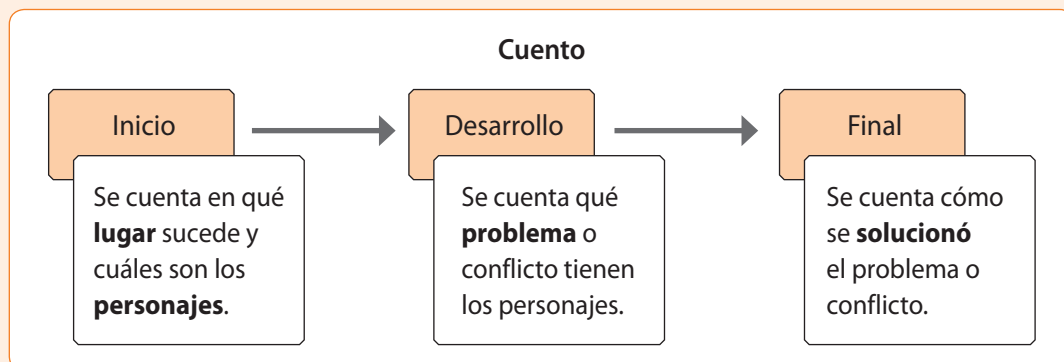 Cuento
Inicio
Se cuenta en qué
lugar sucede y
cuáles son los
personajes.
Desarrollo
Se cuenta qué
problema o
conflicto tienen
los personajes.
Final
Se cuenta cómo
se solucionó
el problema o
conflicto.